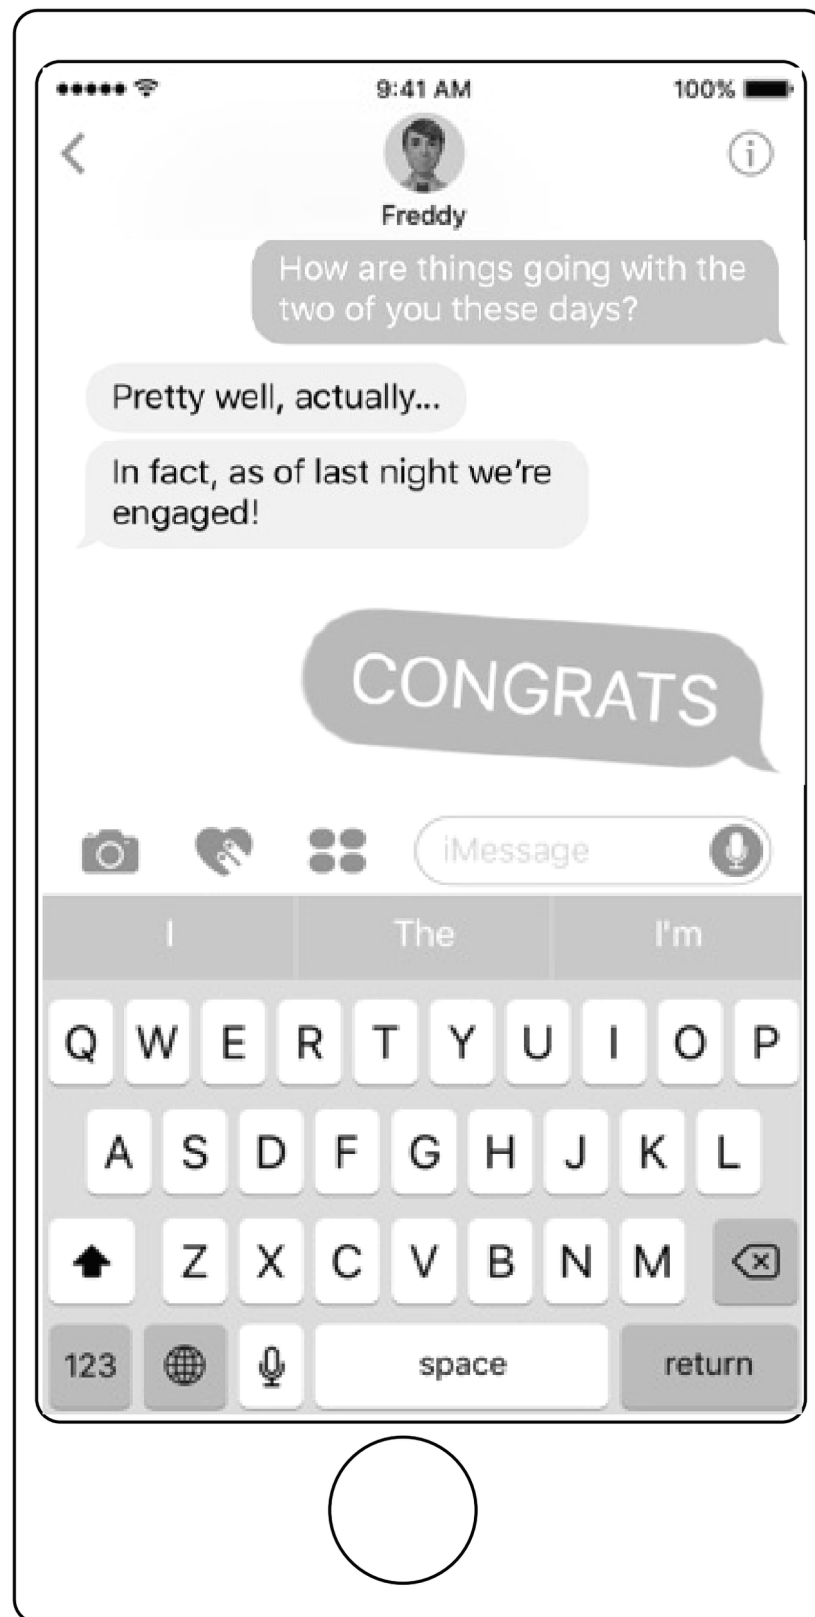 9:41 AM 100%
Freddy
How are things going with the
two of you these days?
Pretty well, actually...
In fact, as of last night we're
engaged!
CONGRATS
iMessage
I The I'm
Q W E R T Y U I O P
A S D F G H J K L
Z X C V B N M
123 space return